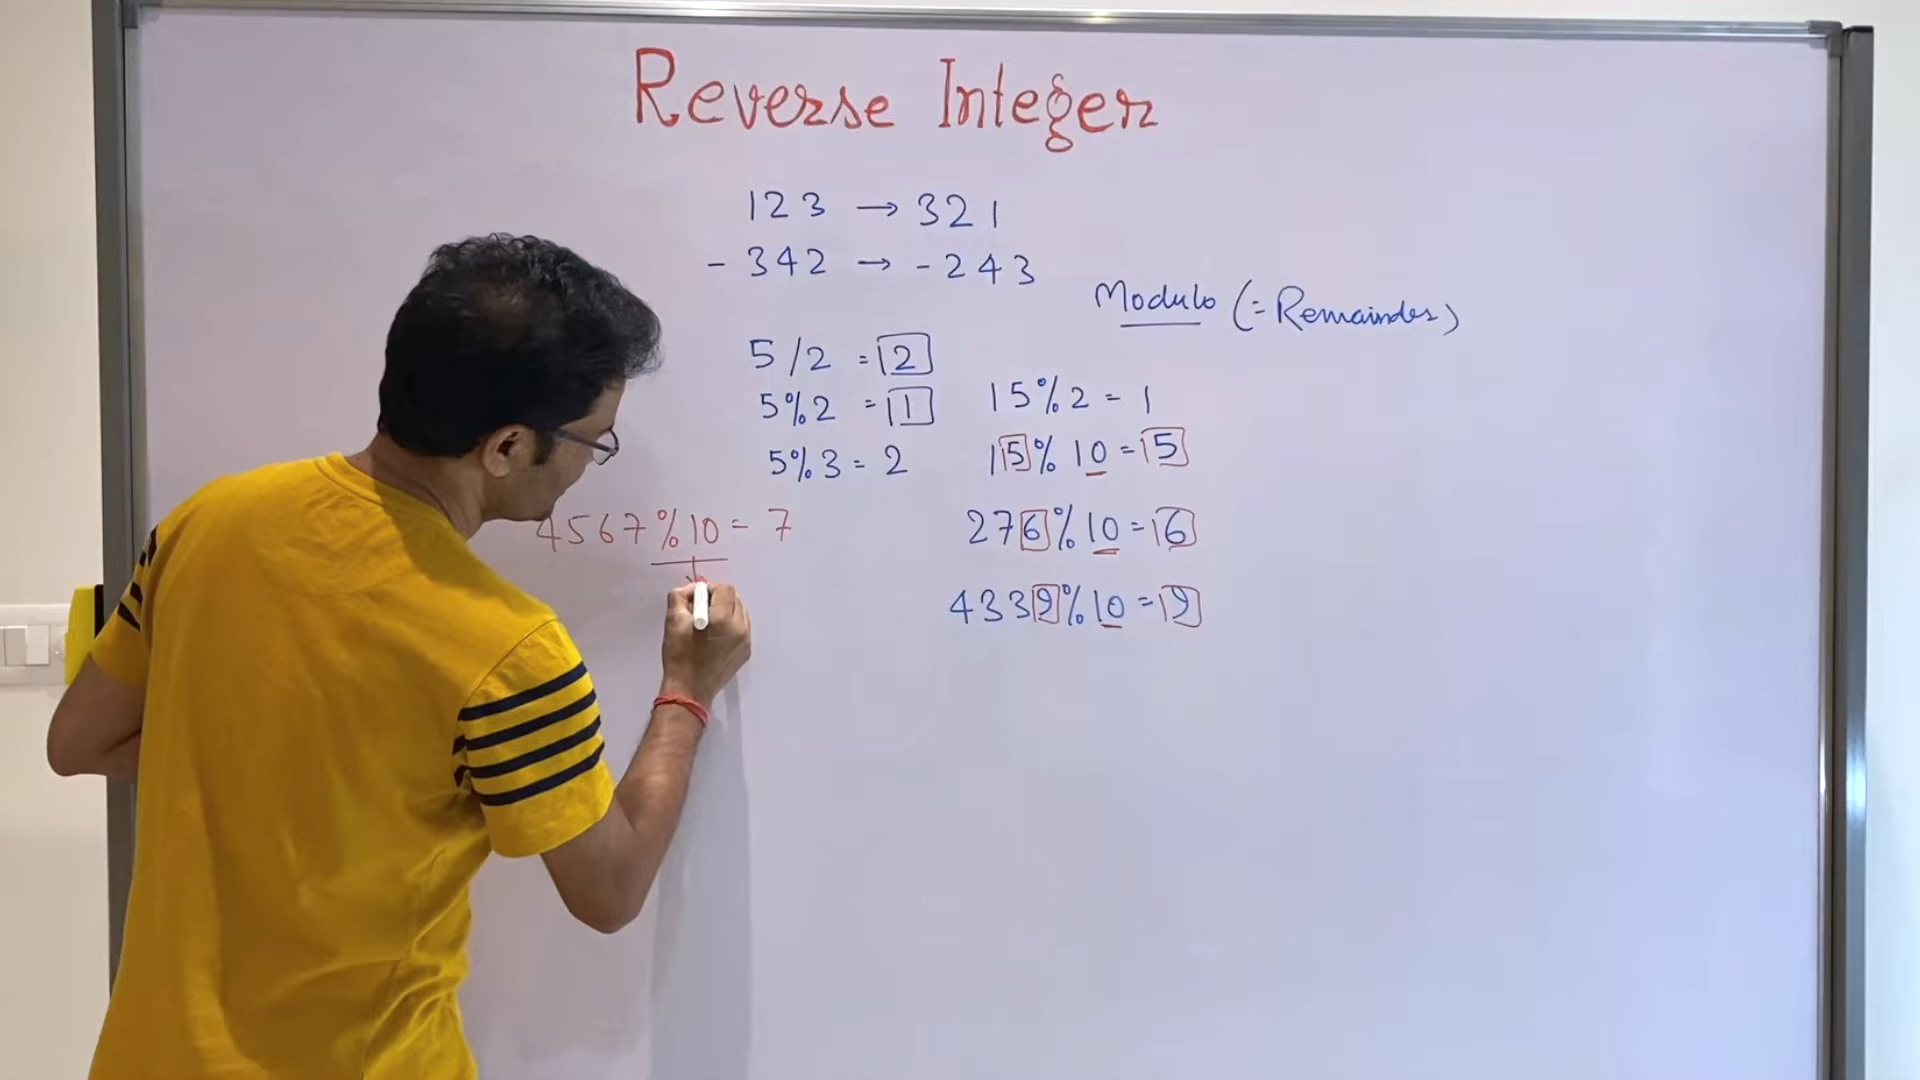 Reverse Integer
123 → 321
- 342 → - 243
Modulo (= Remainder)
5 / 2 = 2
5 % 2 = 1
15 % 2 = 1
5 % 3 = 2
15 % 10 = 5
4567 % 10 = 7
276 % 10 = 6
4339 % 10 = 9